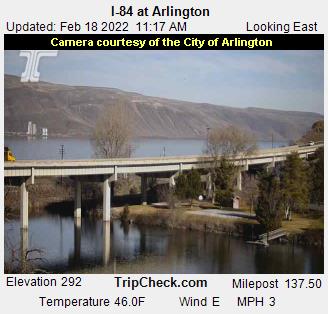 I-84 at Arlington
Updated: Feb 18 2022 11:17 AM Looking East
Camera courtesy of the City of Arlington
Elevation 292 TripCheck.com Milepost 137.50
Temperature 46.0F Wind E MPH 3